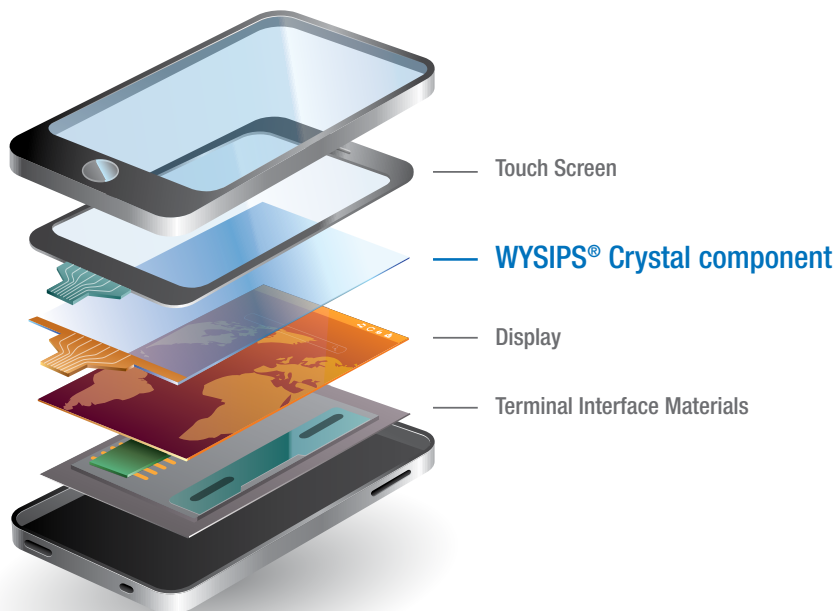 Touch Screen
WYSIPS® Crystal component
Display
Terminal Interface Materials